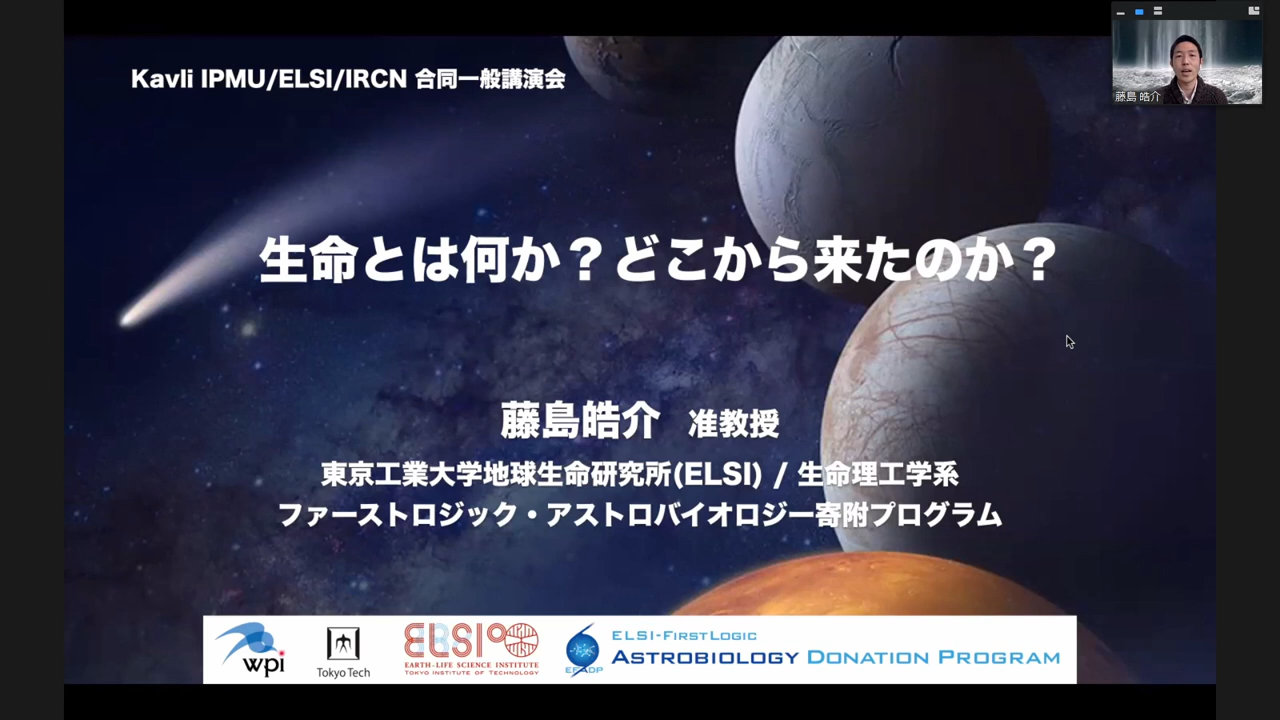 Kavli IPMU/ELSI/IRCN 合同一般講演会
藤島 皓介
生命とは何か？どこから来たのか？
藤島皓介 准教授
東京工業大学地球生命研究所(ELSI) / 生命理工学系
ファーストロジック・アストロバイオロジー寄附プログラム
wpi
Tokyo Tech
ELSI
EARTH-LIFE SCIENCE INSTITUTE
TOKYO INSTITUTE OF TECHNOLOGY
EFADP
ELSI-FIRSTLOGIC
ASTROBIOLOGY DONATION PROGRAM